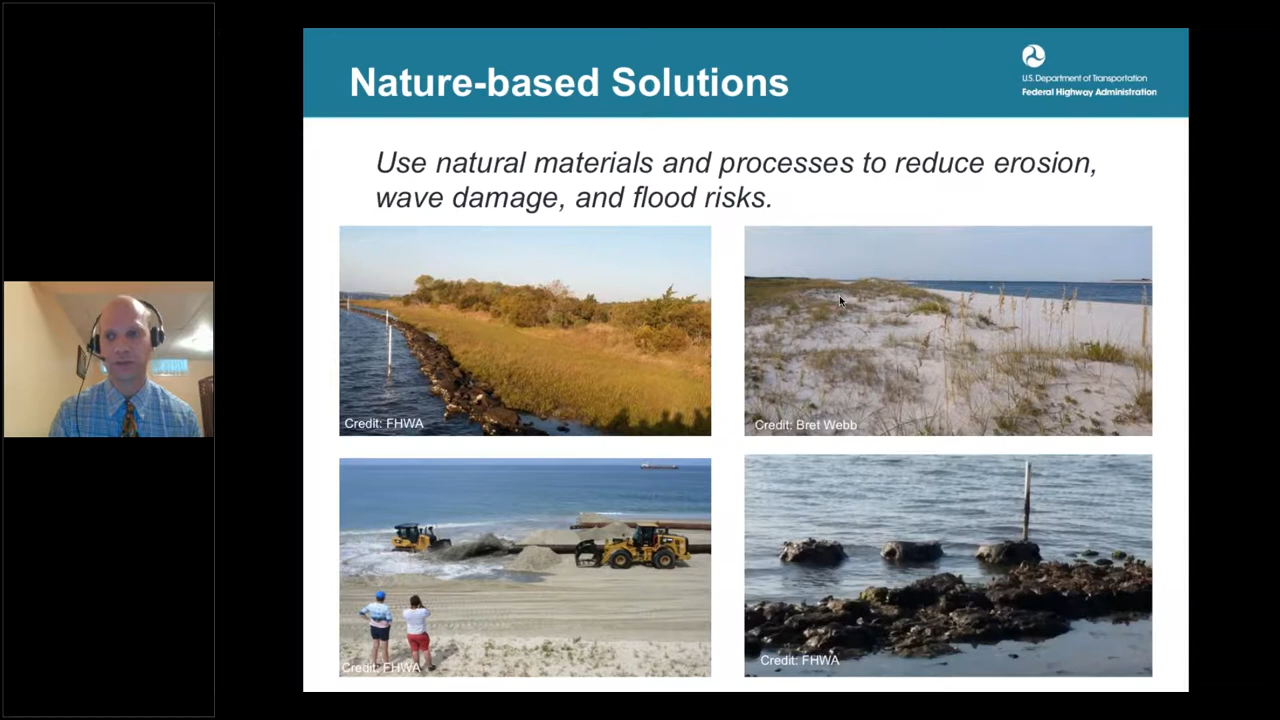 Nature-based Solutions
U.S. Department of Transportation
Federal Highway Administration
Use natural materials and processes to reduce erosion,
wave damage, and flood risks.
Credit: FHWA
Credit: Bret Webb
Credit: FHWA
Credit: FHWA